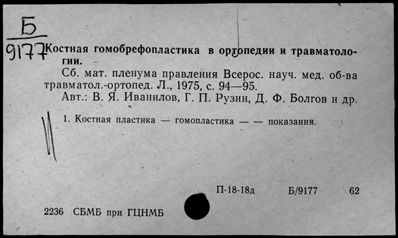 Б
9177
Костная гомобрефопластика в ортопедии и травматоло-
гии.
Сб. мат. пленума правления Всерос. науч. мед. об-ва
травматол.-ортопед. Л., 1975, с. 94—95.
Авт.: В. Я. Иванилов, Г. П. Рузин, Д. Ф. Болгов и др.
1. Костная пластика — гомопластика — — показания.
П-18-18д Б/9177 62
2236 СБМБ при ГЦНМБ